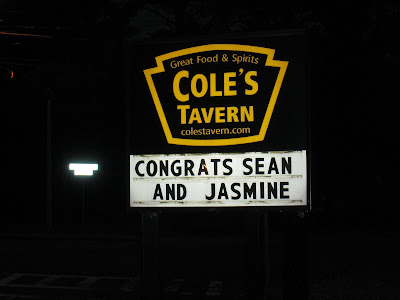 Great Food & Spirits
COLE'S
TAVERN
colestavern.com
CONGRATS SEAN
AND JASMINE